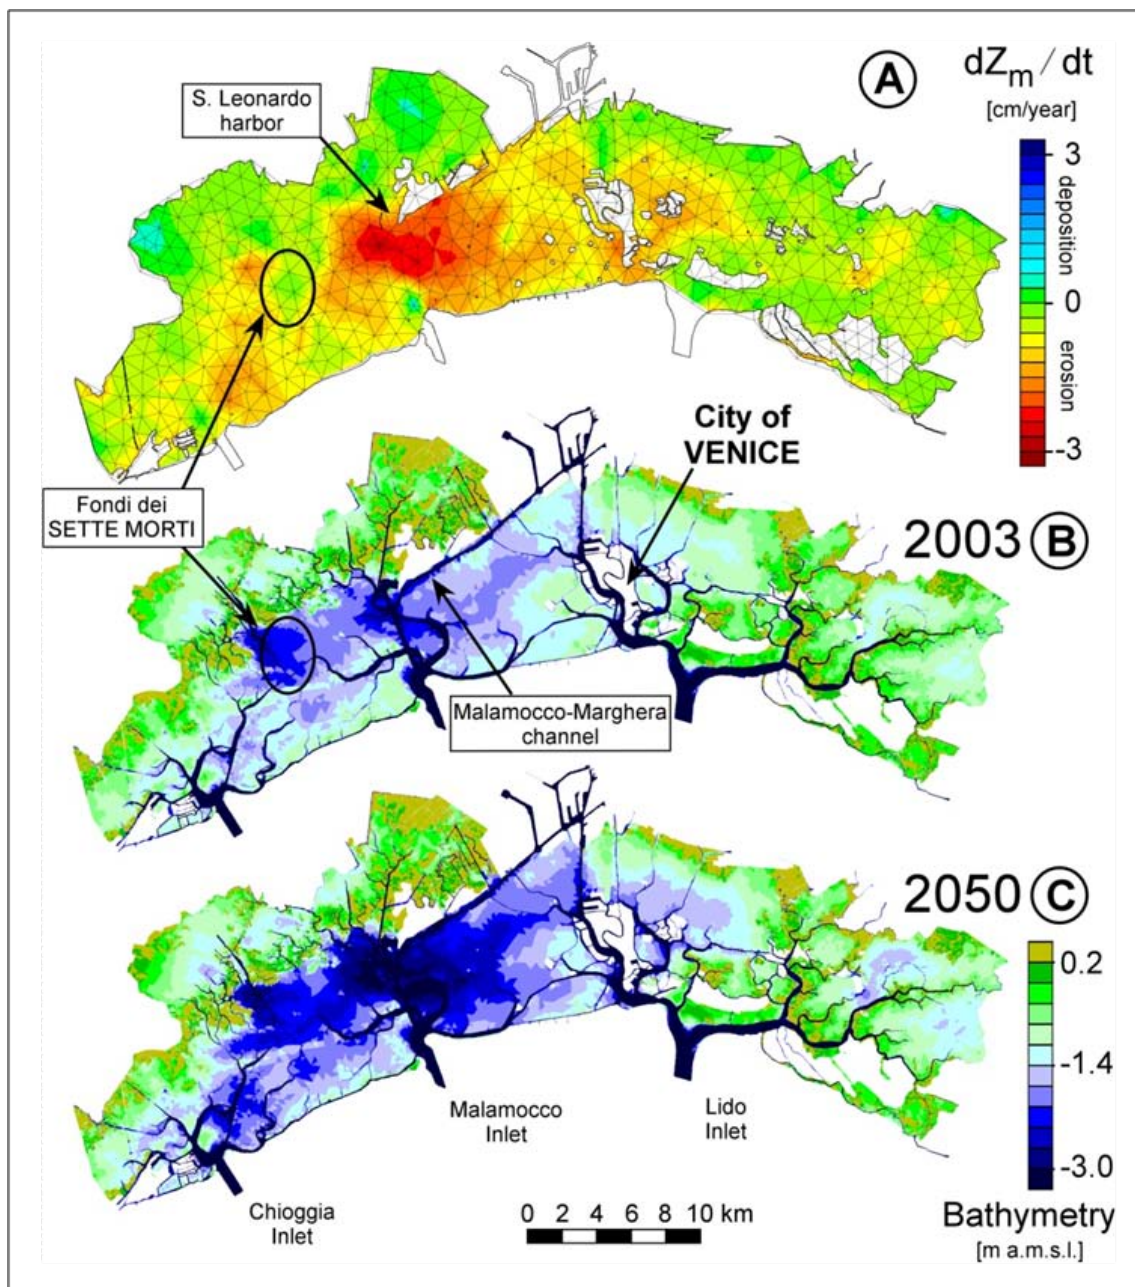 A
dZm / dt
[cm/year]
S. Leonardo
harbor
3
deposition
0
erosion
-3
City of
VENICE
Fondi dei
SETTE MORTI
2003 B
Malamocco-Marghera
channel
2050 C
0.2
-1.4
-3.0
Malamocco
Inlet
Lido
Inlet
Chioggia
Inlet
0 2 4 6 8 10 km
Bathymetry
[m a.m.s.l.]